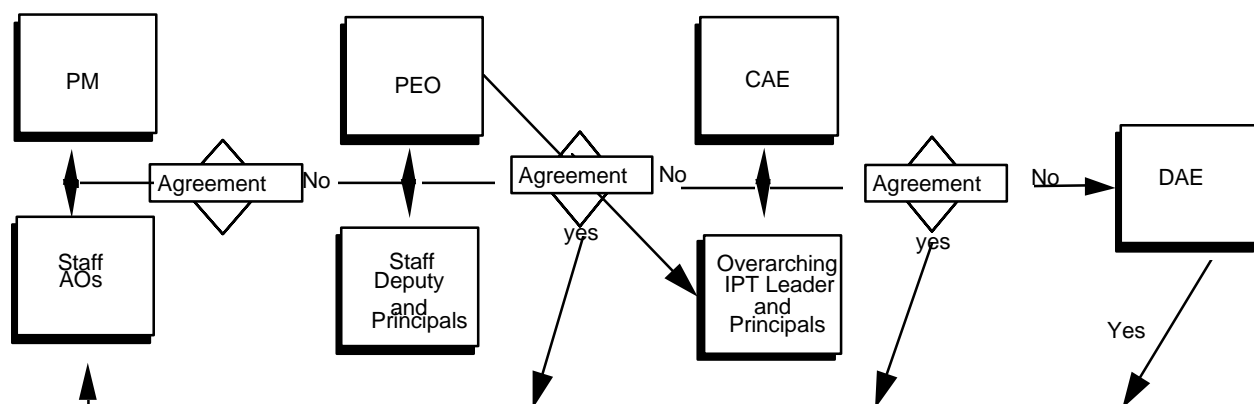 PM
PEO
CAE
Agreement
No
Agreement
No
Agreement
No
DAE
yes
yes
Staff
AOs
Staff
Deputy
and
Principals
Overarching
IPT Leader
and
Principals
Yes